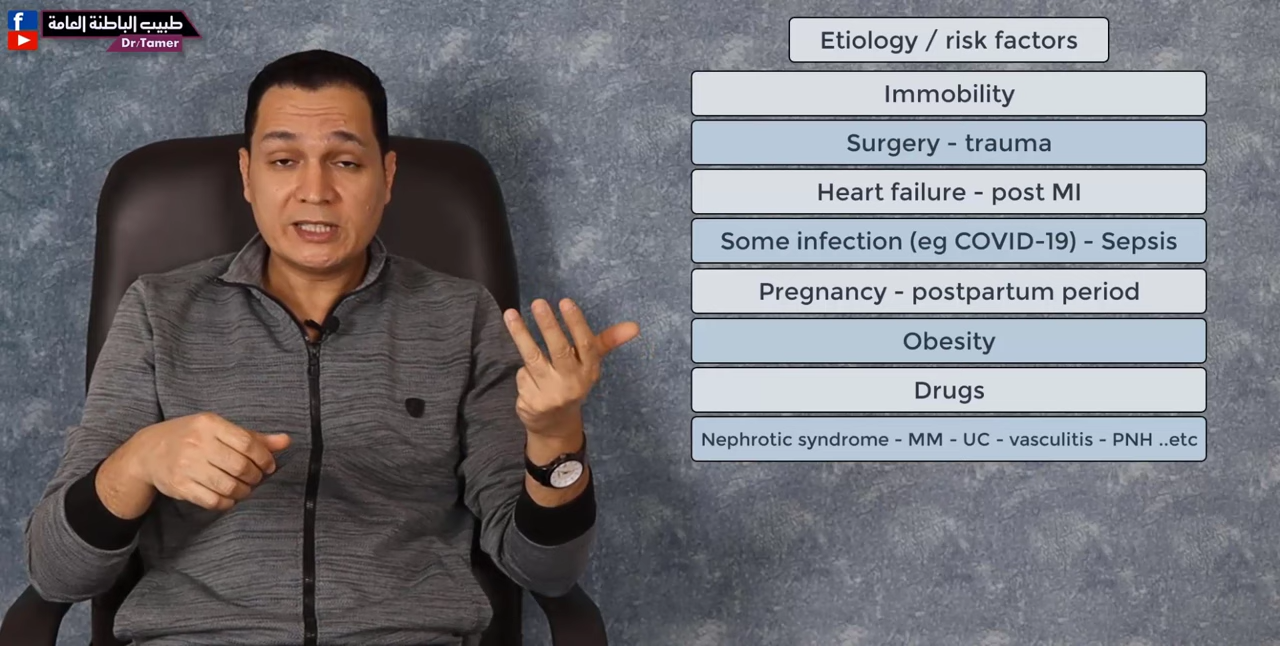 طبيب الباطنة العامة
Dr/Tamer
Etiology / risk factors
Immobility
Surgery - trauma
Heart failure - post MI
Some infection (eg COVID-19) - Sepsis
Pregnancy - postpartum period
Obesity
Drugs
Nephrotic syndrome - MM - UC - vasculitis - PNH ..etc